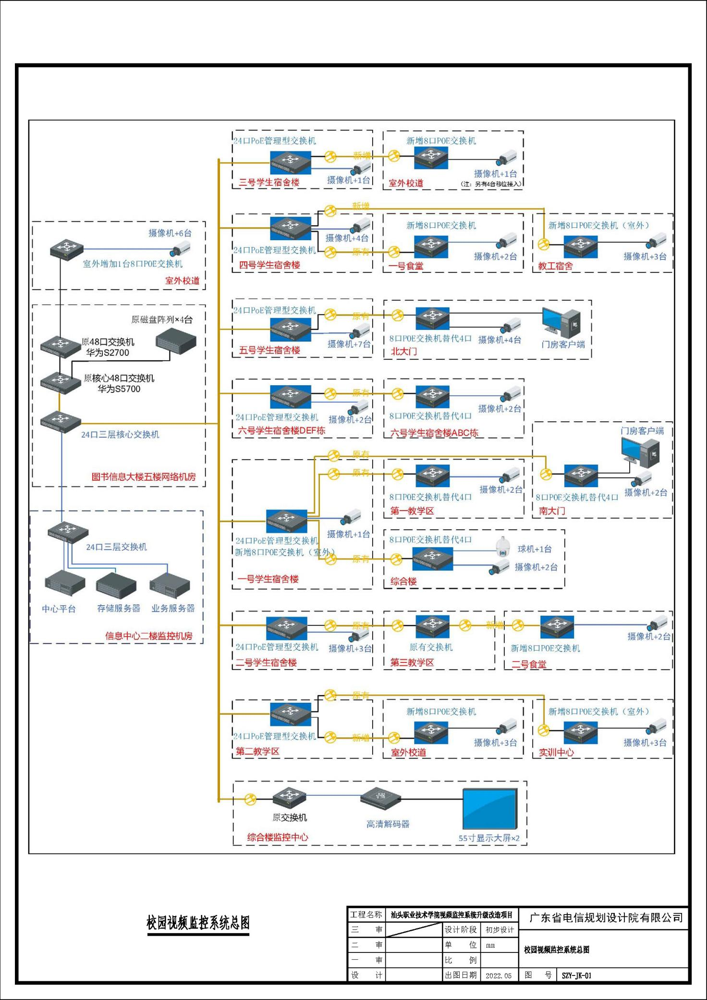 24口PoE管理型交换机
新增
摄像机+1台
三号学生宿舍楼
新增8口POE交换机
摄像机+1台
室外校道
(注：另有4台移位接入)
新增
摄像机+4台
24口PoE管理型交换机
原有
四号学生宿舍楼
新增8口POE交换机
摄像机+2台
一号食堂
新增8口POE交换机（室外）
摄像机+3台
教工宿舍
摄像机+6台
室外增加1台8口POE交换机
室外校道
24口PoE管理型交换机
原有
摄像机+7台
五号学生宿舍楼
8口POE交换机替代4口
摄像机+4台
门房客户端
北大门
原磁盘阵列×4台
原48口交换机
华为S2700
原核心48口交换机
华为S5700
24口三层核心交换机
图书信息大楼五楼网络机房
原有
24口PoE管理型交换机
摄像机+2台
六号学生宿舍楼DEF栋
8口POE交换机替代4口
摄像机+2台
六号学生宿舍楼ABC栋
原有
原有
摄像机+1台
24口PoE管理型交换机
新增8口POE交换机（室外）
原有
一号学生宿舍楼
8口POE交换机替代4口
摄像机+2台
第一教学区
门房客户端
8口POE交换机替代4口
摄像机+2台
南大门
8口POE交换机替代4口
球机+1台
摄像机+2台
综合楼
24口三层交换机
中心平台
存储服务器
业务服务器
信息中心二楼监控机房
原有
24口PoE管理型交换机
摄像机+3台
二号学生宿舍楼
原有交换机
第三教学区
新增
新增8口POE交换机
摄像机+2台
二号食堂
原有
24口PoE管理型交换机
新增
第二教学区
新增8口POE交换机
摄像机+3台
室外校道
新增8口POE交换机（室外）
摄像机+3台
实训中心
原交换机
高清解码器
55寸显示大屏×2
综合楼监控中心
校园视频监控系统总图
工程名称 汕头职业技术学院视频监控系统升级改造项目 广东省电信规划设计院有限公司
三 审 设计阶段 初步设计
二 审 单 位 mm 校园视频监控系统总图
一 审 比 例
设 计 出图日期 2022.05 图 号 SZY-JK-01